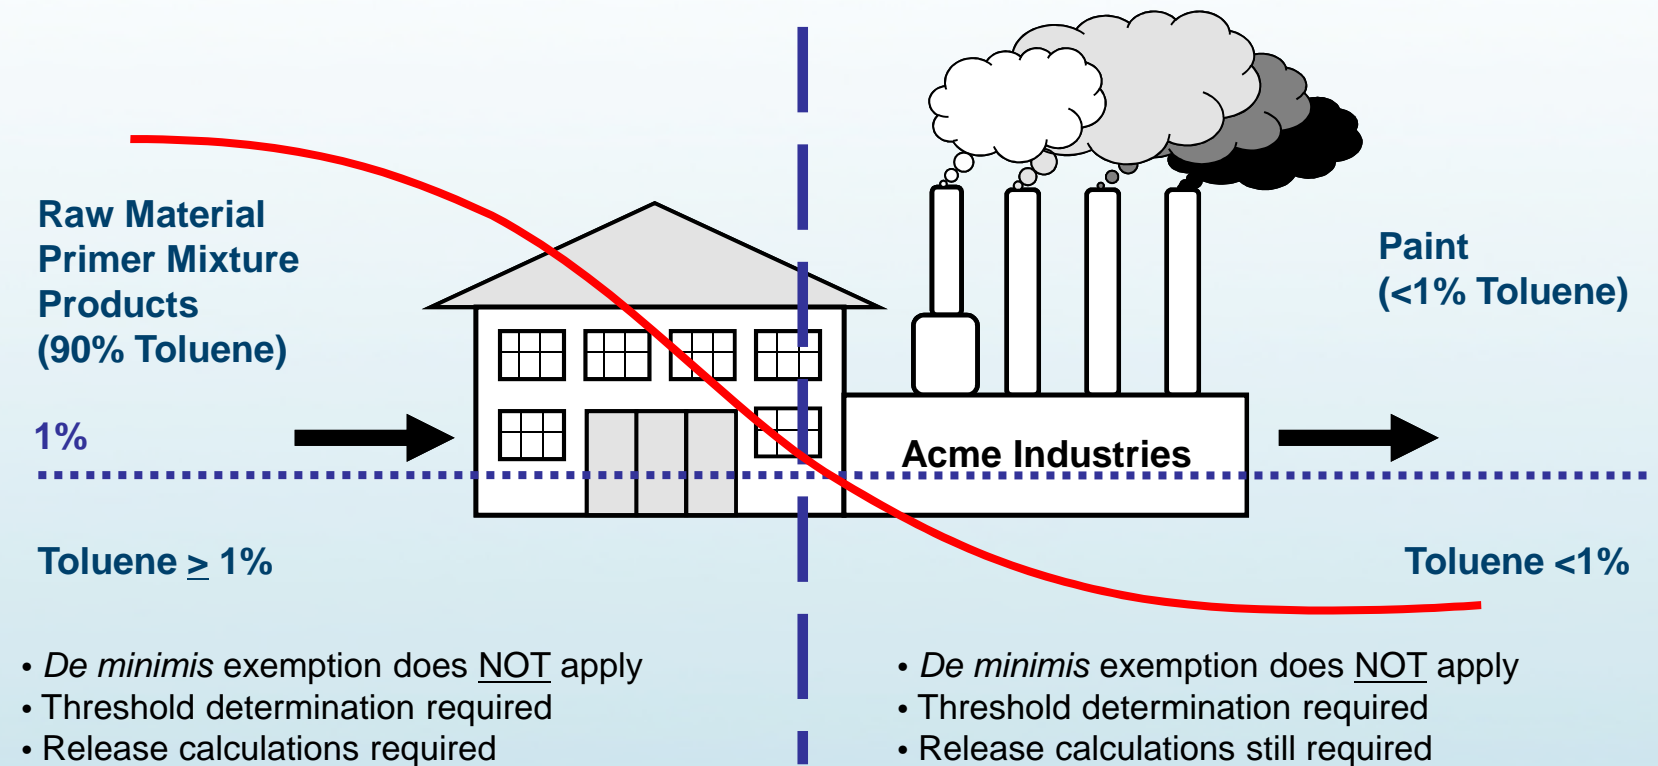 Raw Material
Primer Mixture
Products
(90% Toluene)
Paint
(<1% Toluene)
1%
Acme Industries
Toluene ≥ 1%
Toluene <1%
• De minimis exemption does NOT apply
• Threshold determination required
• Release calculations required
• De minimis exemption does NOT apply
• Threshold determination required
• Release calculations still required